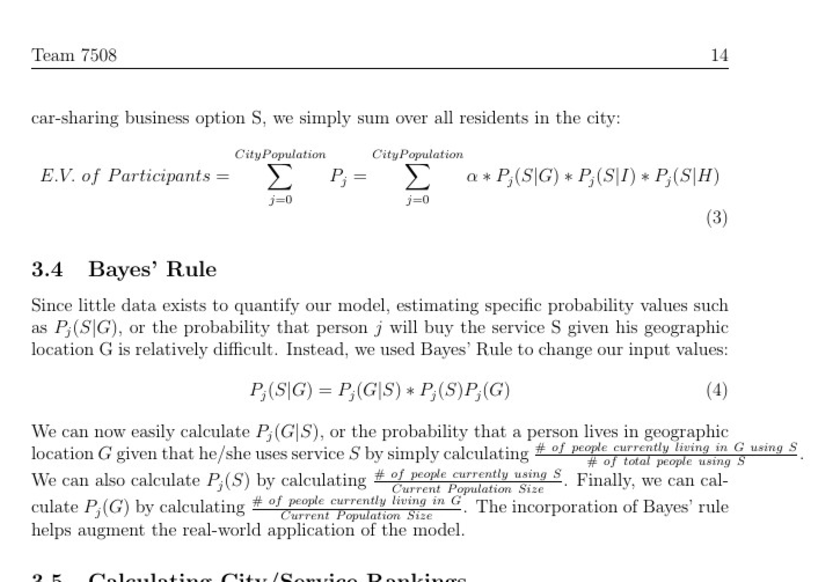 Team 7508 14
car-sharing business option S, we simply sum over all residents in the city:
E.V. of Participants = \sum_{j=0}^{CityPopulation} P_j = \sum_{j=0}^{CityPopulation} α ∗ P_j(S|G) ∗ P_j(S|I) ∗ P_j(S|H)
(3)
3.4 Bayes' Rule
Since little data exists to quantify our model, estimating specific probability values such
as P_j(S|G), or the probability that person j will buy the service S given his geographic
location G is relatively difficult. Instead, we used Bayes' Rule to change our input values:
P_j(S|G) = P_j(G|S) ∗ P_j(S)P_j(G) (4)
We can now easily calculate P_j(G|S), or the probability that a person lives in geographic
location G given that he/she uses service S by simply calculating \frac{# of people currently living in G using S}{# of total people using S}.
We can also calculate P_j(S) by calculating \frac{# of people currently using S}{Current Population Size}. Finally, we can cal-
culate P_j(G) by calculating \frac{# of people currently living in G}{Current Population Size}. The incorporation of Bayes' rule
helps augment the real-world application of the model.
3.5 Calculating City/Service Rankings